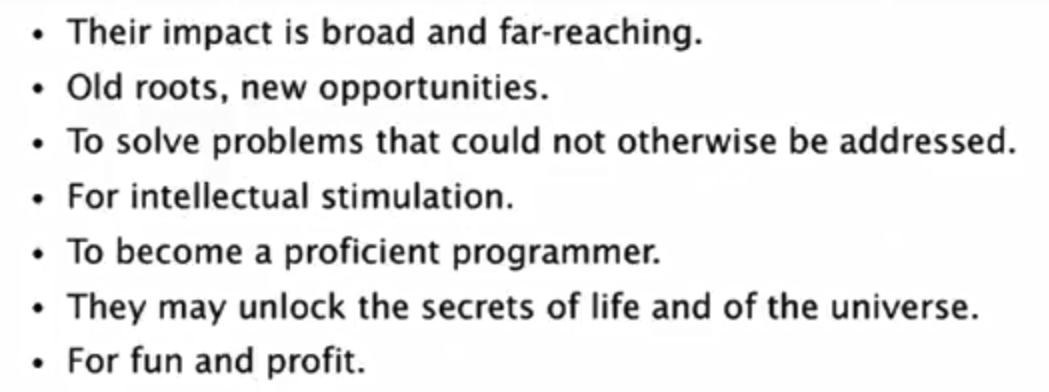 • Their impact is broad and far-reaching.
• Old roots, new opportunities.
• To solve problems that could not otherwise be addressed.
• For intellectual stimulation.
• To become a proficient programmer.
• They may unlock the secrets of life and of the universe.
• For fun and profit.